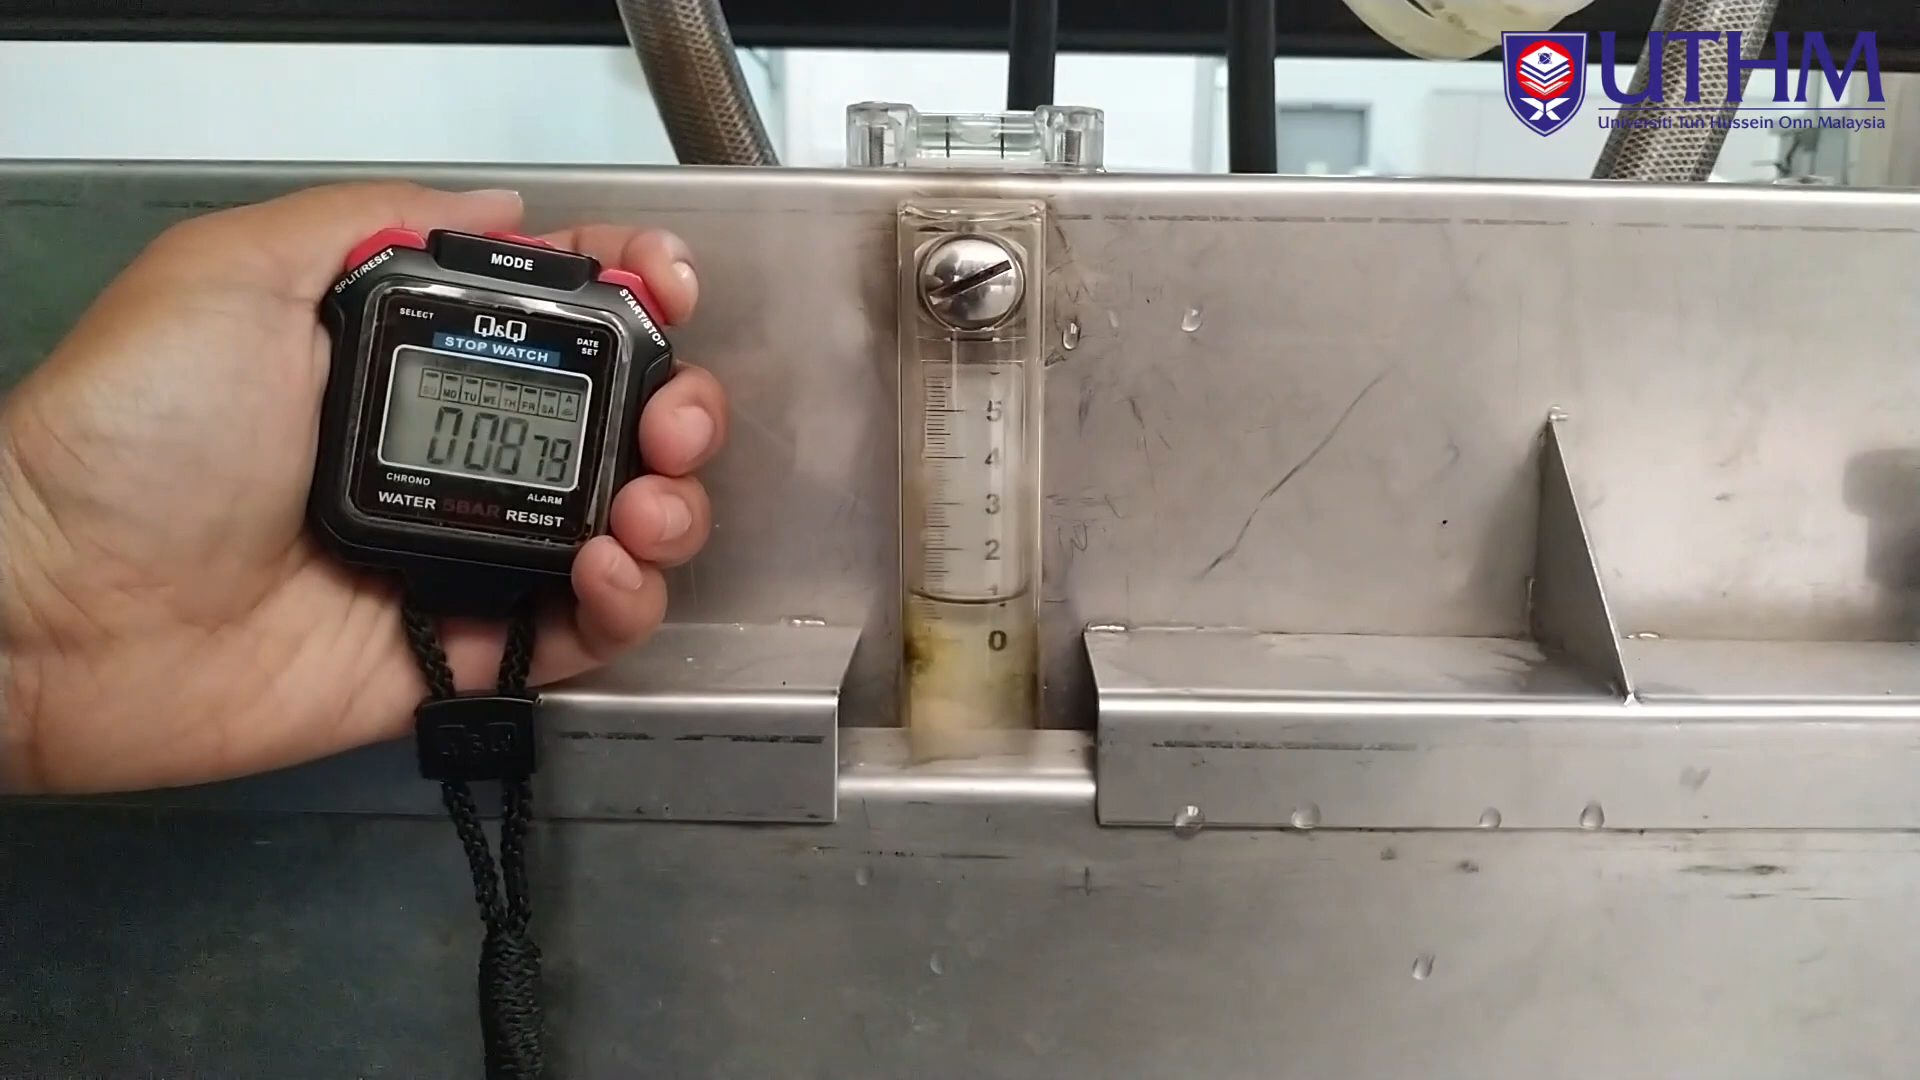 UTHM
Universiti Tun Hussein Onn Malaysia
MODE
SPLIT/RESET
START/STOP
SELECT
Q&Q
DATE SET
STOP WATCH
SU MO TU WE TH FR SA A
0:08 79
CHRONO
ALARM
WATER 5BAR RESIST
5
4
3
2
1
0